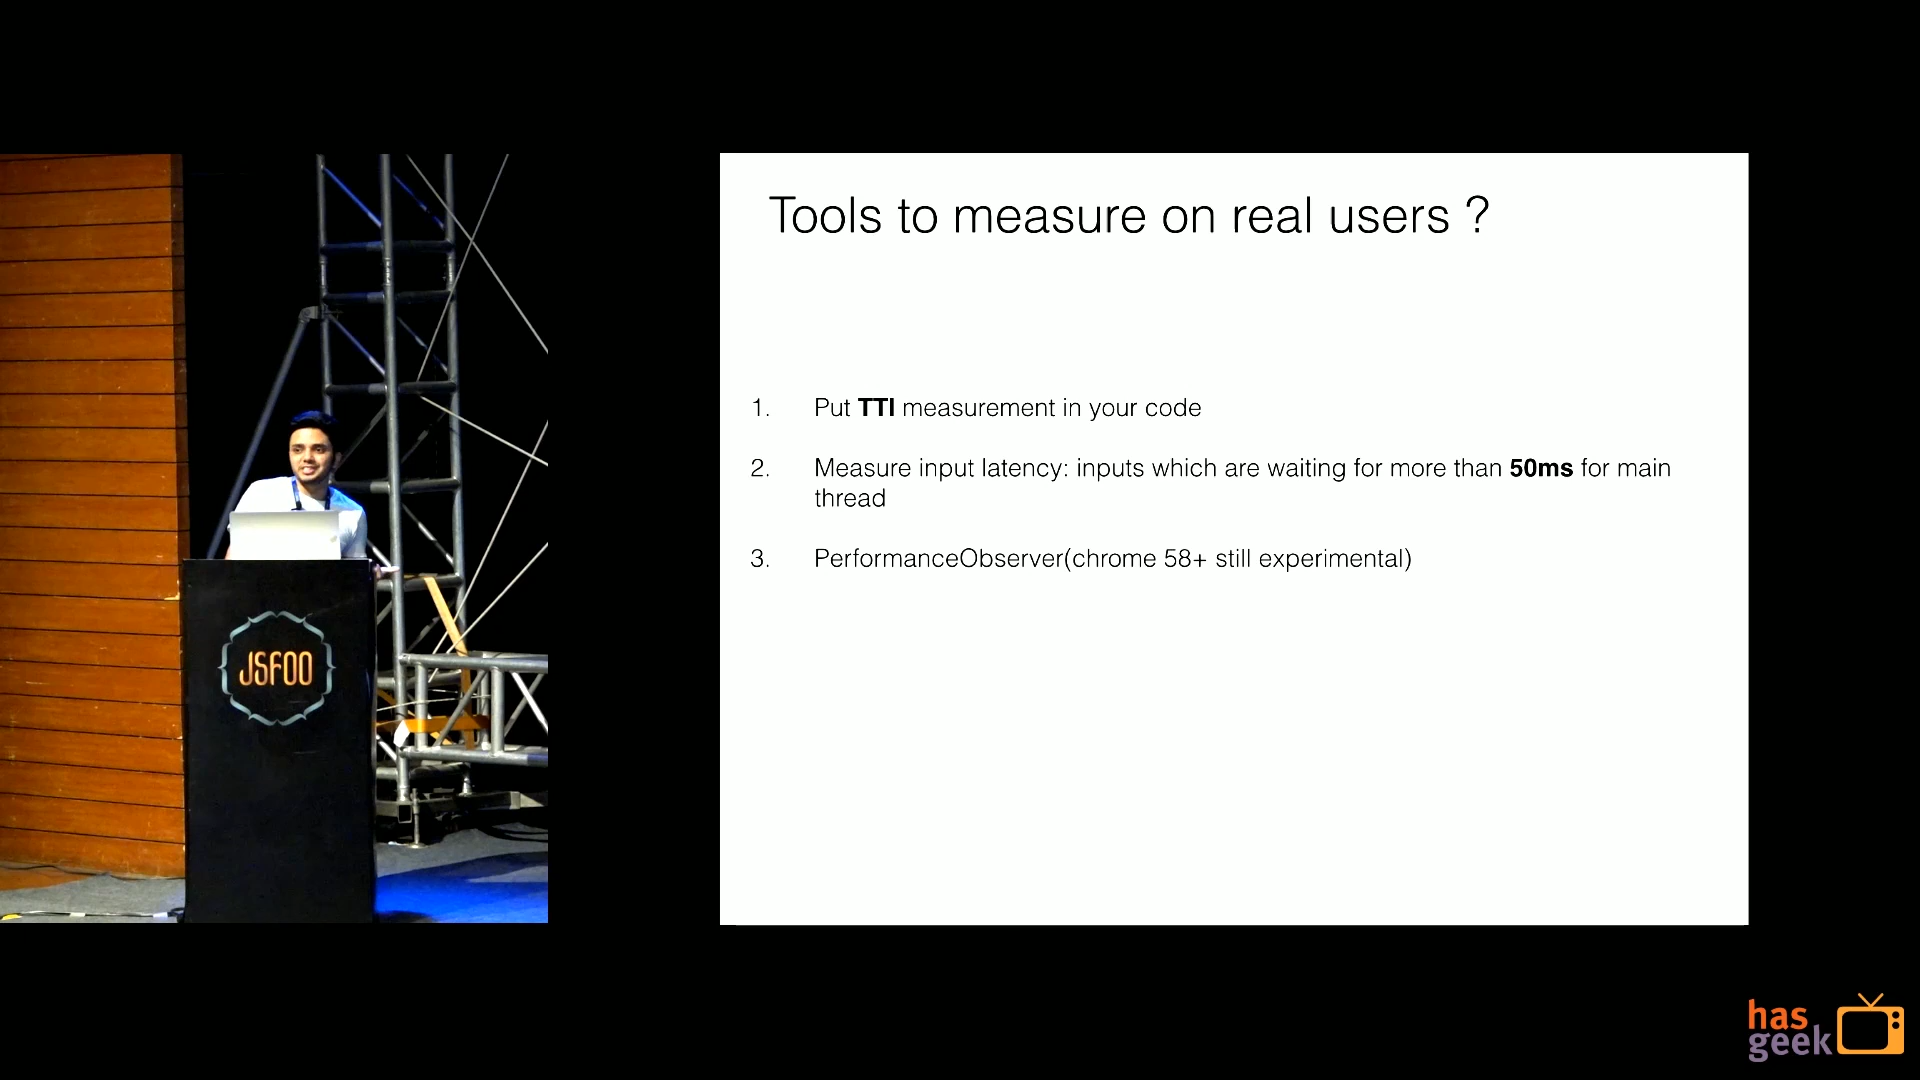 Tools to measure on real users ?
1. Put TTI measurement in your code
2. Measure input latency: inputs which are waiting for more than 50ms for main
thread
3. PerformanceObserver(chrome 58+ still experimental)
JSFOO
has
geek